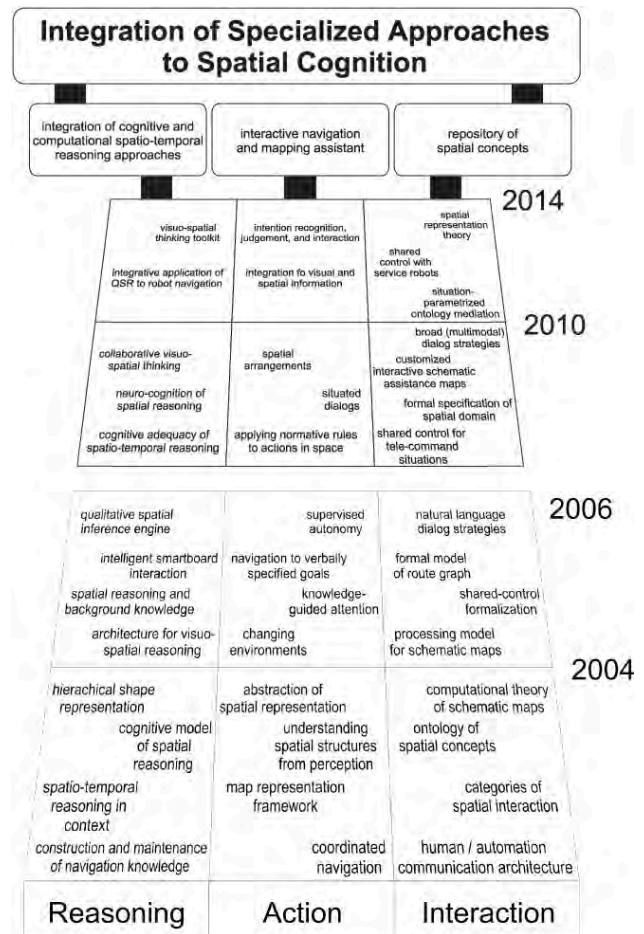 Integration of Specialized Approaches
to Spatial Cognition
integration of cognitive and
computational spatio-temporal
reasoning approaches
interactive navigation
and mapping assistant
repository of
spatial concepts
2014
visuo-spatial
thinking toolkit
integrative application of
QSR to robot navigation
intention recognition,
judgement, and interaction
integration fo visual and
spatial information
spatial
representation
theory
shared
control with
service robots
situation-
parametrized
ontology mediation
2010
collaborative visuo-
spatial thinking
neuro-cognition of
spatial reasoning
cognitive adequacy of
spatio-temporal reasoning
spatial
arrangements
situated
dialogs
applying normative rules
to actions in space
broad (multimodal)
dialog strategies
customized
interactive schematic
assistance maps
formal specification of
spatial domain
shared control for
tele-command
situations
2006
qualitative spatial
inference engine
intelligent smartboard
interaction
spatial reasoning and
background knowledge
architecture for visuo-
spatial reasoning
supervised
autonomy
navigation to verbally
specified goals
knowledge-
guided attention
changing
environments
natural language
dialog strategies
formal model
of route graph
shared-control
formalization
processing model
for schematic maps
2004
hierachical shape
representation
cognitive model
of spatial
reasoning
spatio-temporal
reasoning in
context
construction and maintenance
of navigation knowledge
abstraction of
spatial representation
understanding
spatial structures
from perception
map representation
framework
coordinated
navigation
computational theory
of schematic maps
ontology of
spatial concepts
categories of
spatial interaction
human / automation
communication architecture
Reasoning
Action
Interaction